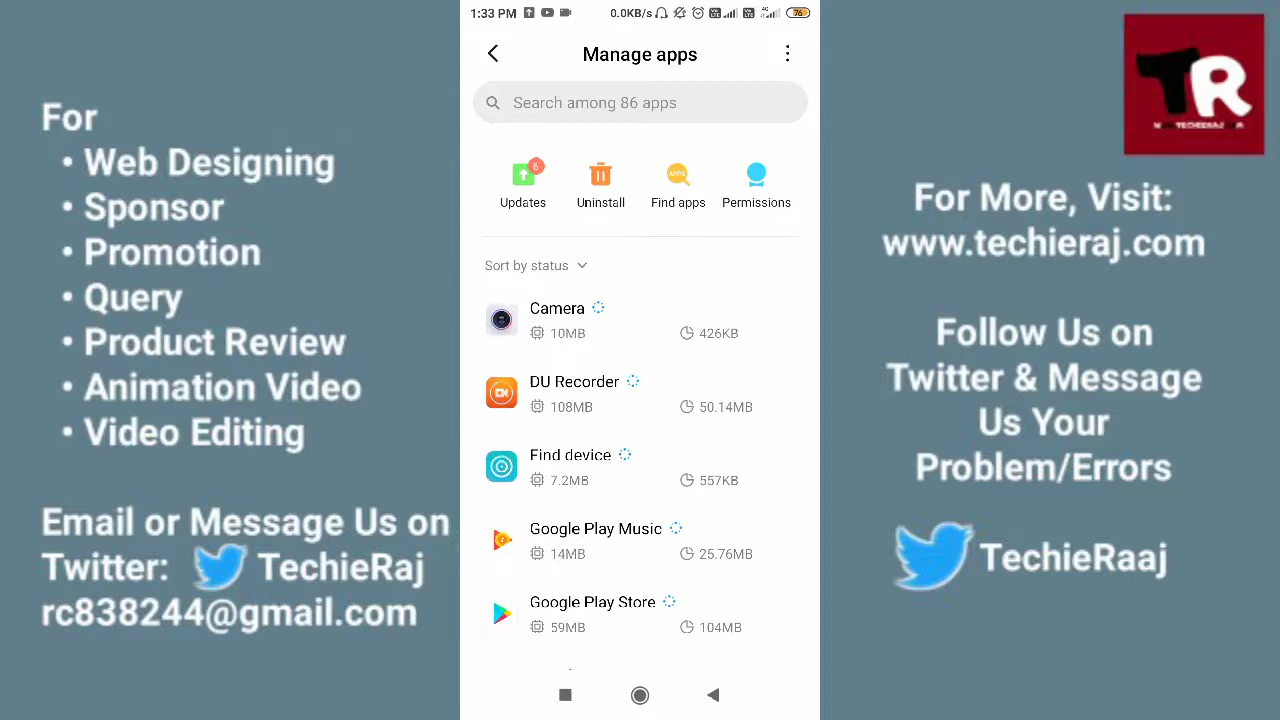 For
• Web Designing
• Sponsor
• Promotion
• Query
• Product Review
• Animation Video
• Video Editing
Email or Message Us on
Twitter: TechieRaj
rc838244@gmail.com
1:33 PM 0.0KB/s 4G 76
Manage apps
Search among 86 apps
6
APPS
Updates Uninstall Find apps Permissions
Sort by status
Camera
10MB 426KB
DU Recorder
108MB 50.14MB
Find device
7.2MB 557KB
Google Play Music
14MB 25.76MB
Google Play Store
59MB 104MB
TR
For More, Visit:
www.techieraj.com
Follow Us on
Twitter & Message
Us Your
Problem/Errors
TechieRaaj